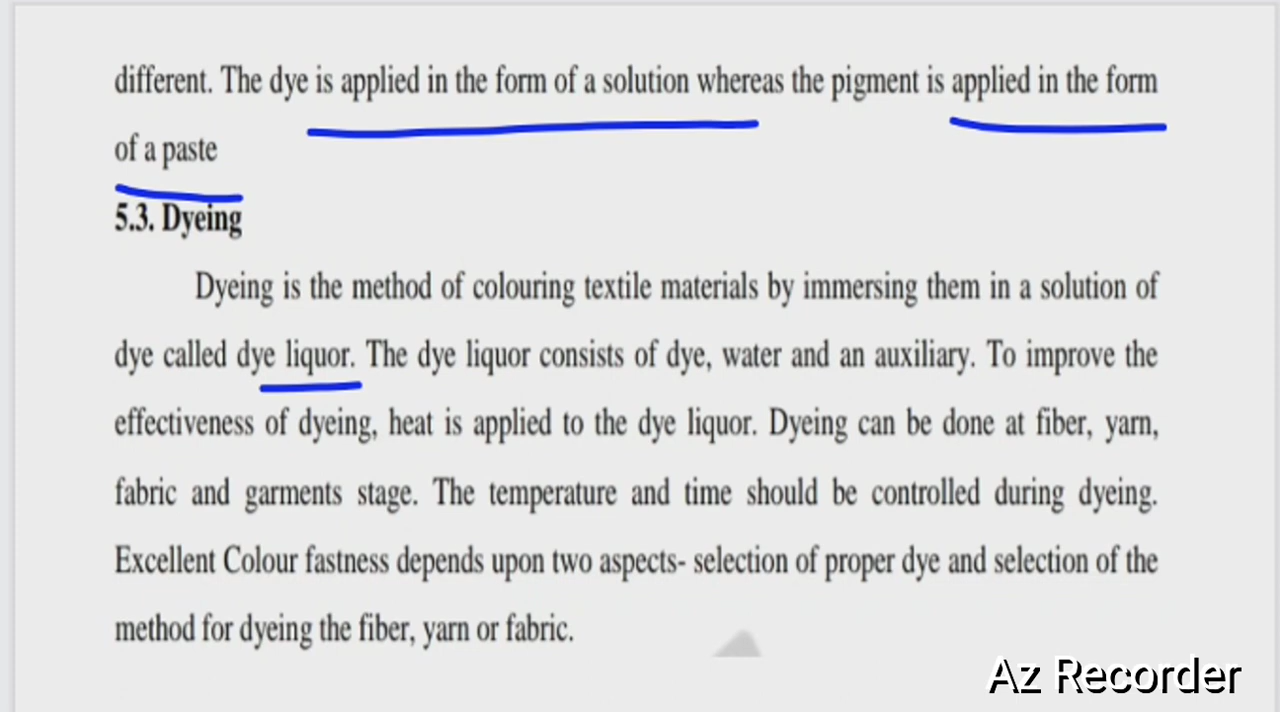 different. The dye is applied in the form of a solution whereas the pigment is applied in the form
of a paste
5.3. Dyeing
Dyeing is the method of colouring textile materials by immersing them in a solution of
dye called dye liquor. The dye liquor consists of dye, water and an auxiliary. To improve the
effectiveness of dyeing, heat is applied to the dye liquor. Dyeing can be done at fiber, yarn,
fabric and garments stage. The temperature and time should be controlled during dyeing.
Excellent Colour fastness depends upon two aspects- selection of proper dye and selection of the
method for dyeing the fiber, yarn or fabric.
Az Recorder